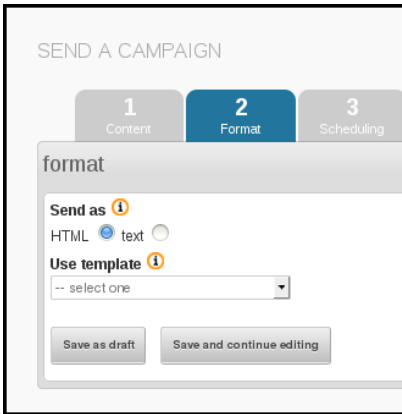 SEND A CAMPAIGN
1 2 3
Content Format Scheduling
format
Send as
HTML text
Use template
-- select one
Save as draft Save and continue editing